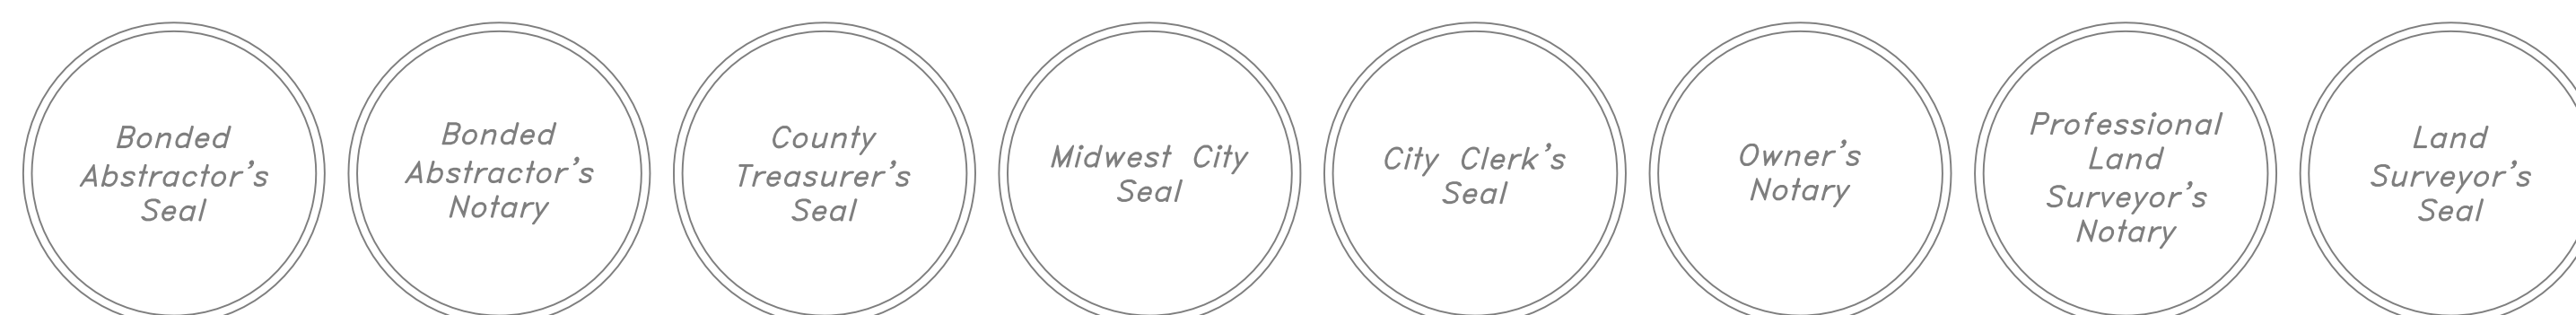 Bonded
Abstractor's
Seal
Bonded
Abstractor's
Notary
County
Treasurer's
Seal
Midwest City
Seal
City Clerk's
Seal
Owner's
Notary
Professional
Land
Surveyor's
Notary
Land
Surveyor's
Seal